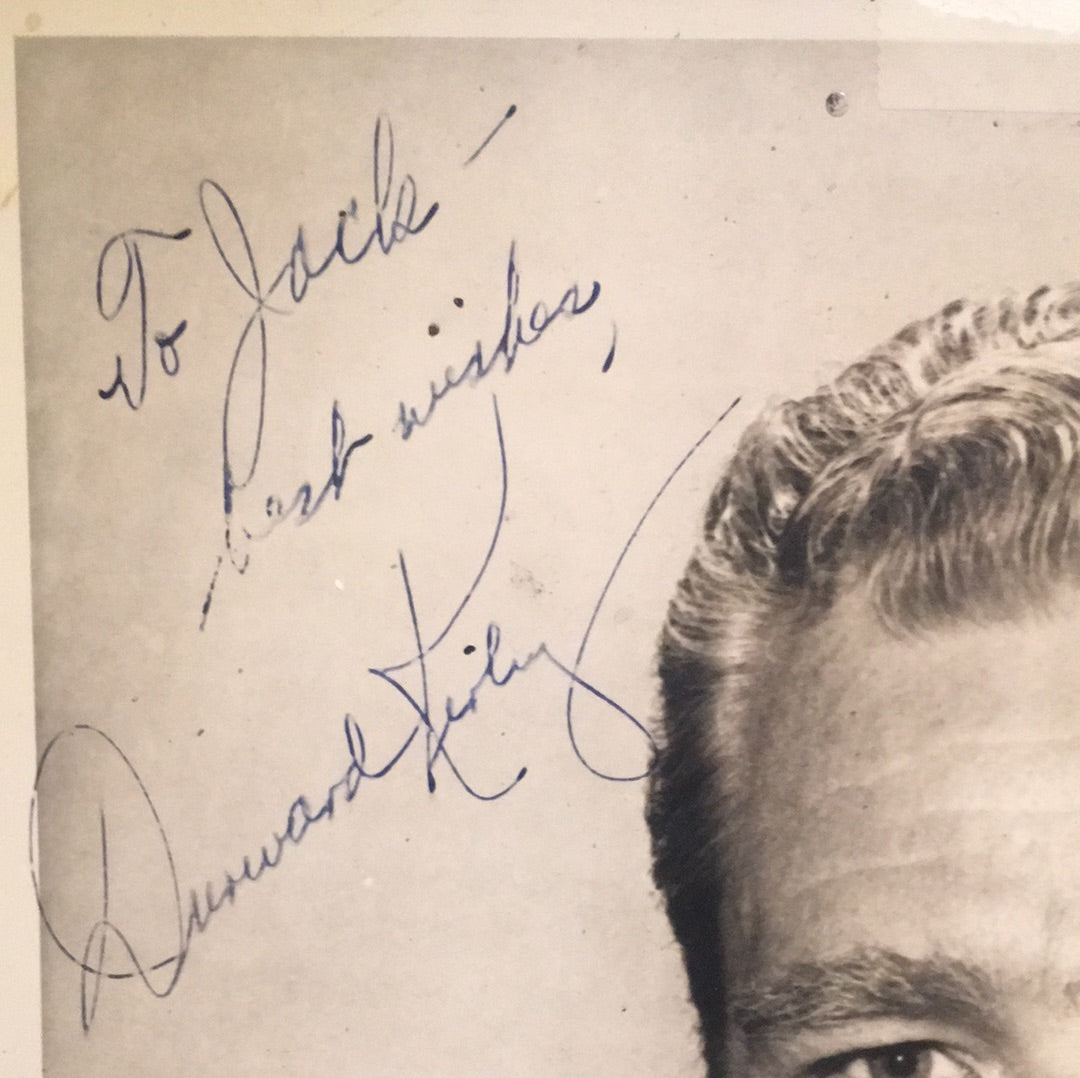 To Jack –
best wishes,
Durward Kirby